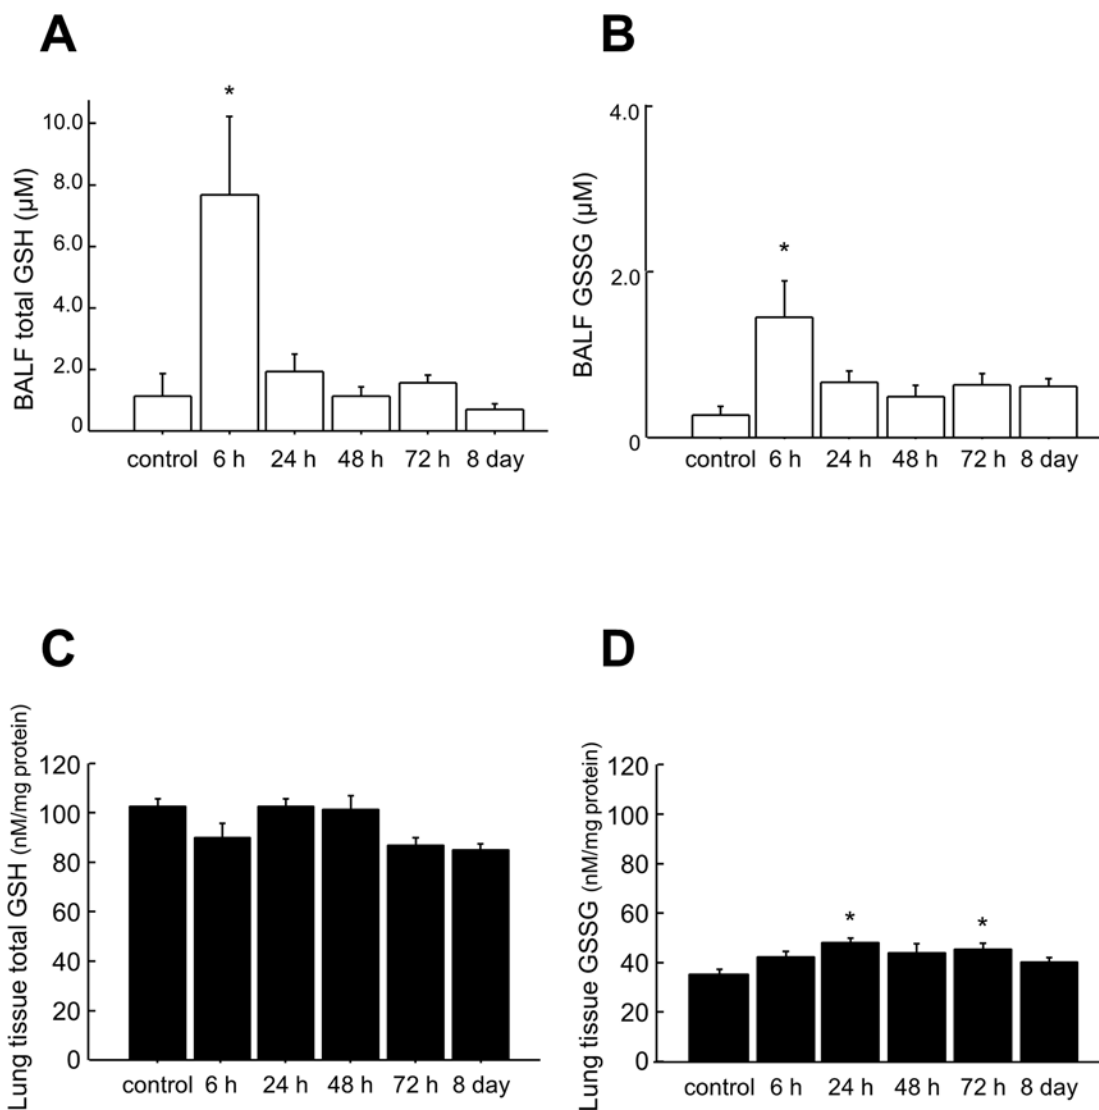 A
BALF total GSH (μM)
10.0
8.0
6.0
4.0
2.0
0
*
control 6 h 24 h 48 h 72 h 8 day
B
BALF GSSG (μM)
4.0
2.0
0
*
control 6 h 24 h 48 h 72 h 8 day
C
Lung tissue total GSH (nM/mg protein)
120
100
80
60
40
20
0
control 6 h 24 h 48 h 72 h 8 day
D
Lung tissue GSSG (nM/mg protein)
120
100
80
60
40
20
0
* *
control 6 h 24 h 48 h 72 h 8 day